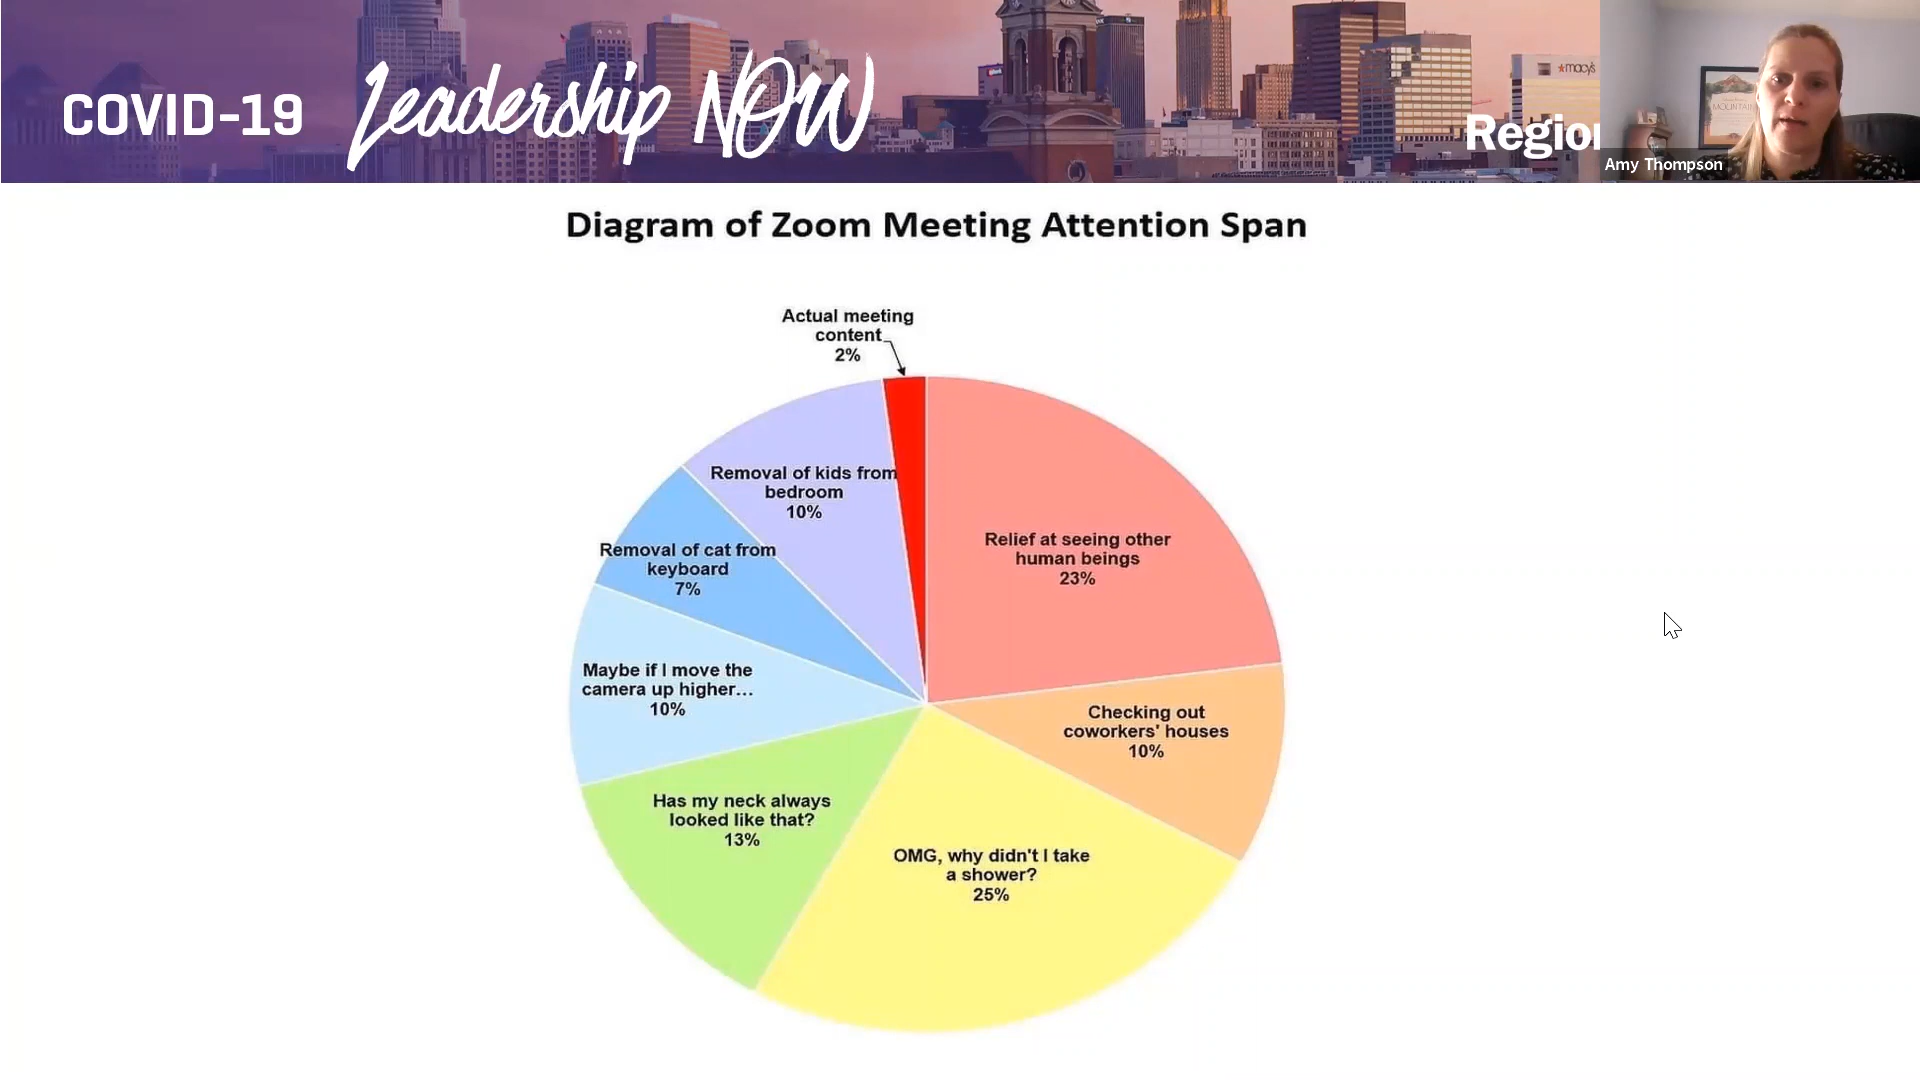 COVID-19 Leadership NOW
macy's
Region
MOUNTAIN
Amy Thompson
Diagram of Zoom Meeting Attention Span
Actual meeting
content
2%
Removal of kids from
bedroom
10%
Relief at seeing other
human beings
23%
Removal of cat from
keyboard
7%
Maybe if I move the
camera up higher…
10%
Checking out
coworkers' houses
10%
Has my neck always
looked like that?
13%
OMG, why didn't I take
a shower?
25%